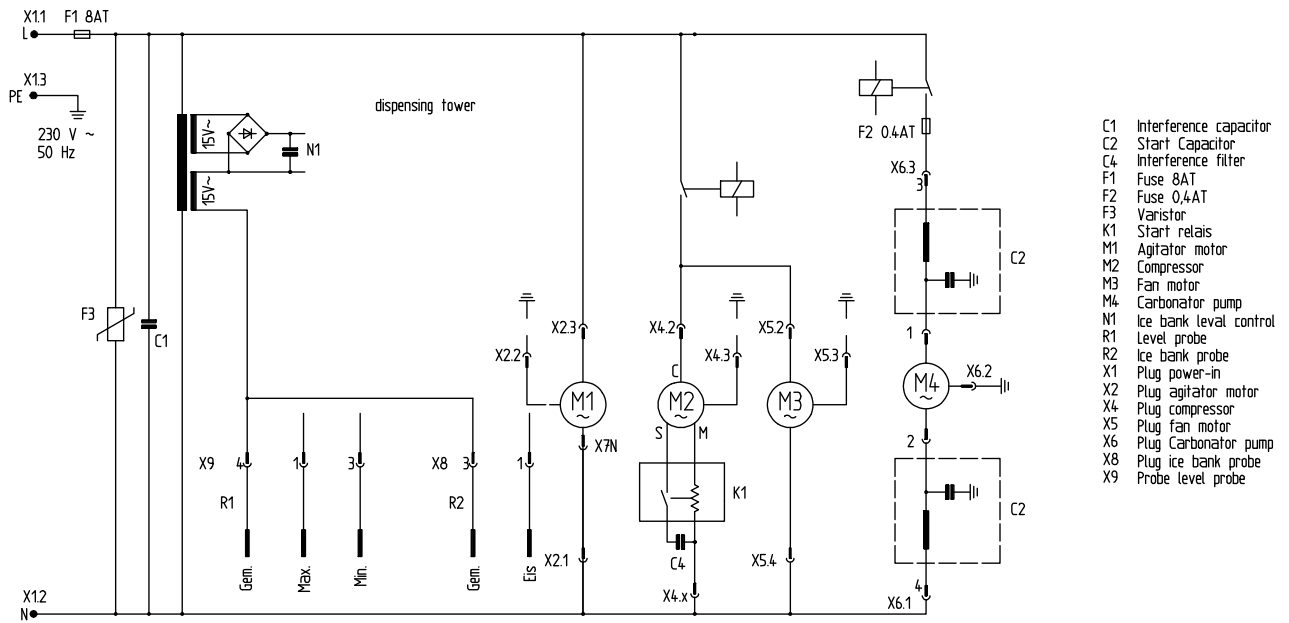 X1.1 F1 8AT
L
X1.3
PE
230 V ~
50 Hz
dispensing tower
15V~
N1
15V~
F2 0.4AT
X6.3
3
C2
F3
C1
X2.3
X2.2
X4.2
X4.3
X5.2
X5.3
1
C
M1
~
M2
~
M3
~
M4
~
X6.2
S M
X7N
2
X9 4 1 3 X8 3 1
R1 R2
K1
C2
Gem.
Max.
Min.
Gem.
Eis
X2.1
C4
X5.4
X4.x
4
X6.1
X1.2
N
C1 Interference capacitor
C2 Start Capacitor
C4 Interference filter
F1 Fuse 8AT
F2 Fuse 0,4AT
F3 Varistor
K1 Start relais
M1 Agitator motor
M2 Compressor
M3 Fan motor
M4 Carbonator pump
N1 Ice bank leval control
R1 Level probe
R2 Ice bank probe
X1 Plug power-in
X2 Plug agitator motor
X4 Plug compressor
X5 Plug fan motor
X6 Plug Carbonator pump
X8 Plug ice bank probe
X9 Probe level probe